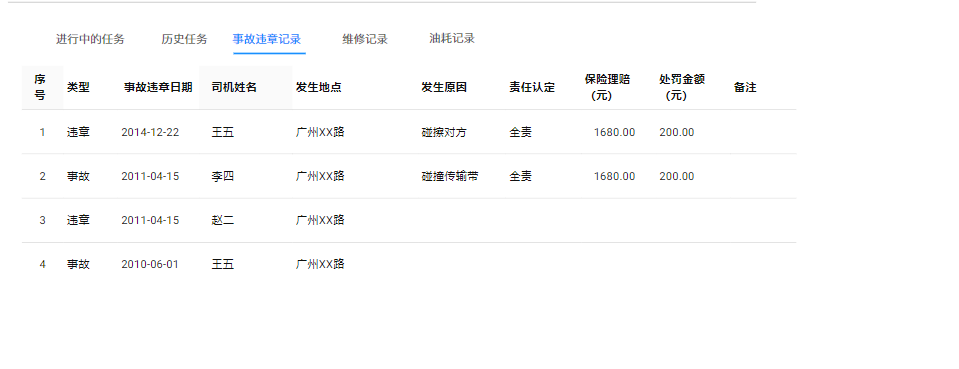 进行中的任务 历史任务 事故违章记录 维修记录 油耗记录
序号 类型 事故违章日期 司机姓名 发生地点 发生原因 责任认定 保险理赔（元） 处罚金额（元） 备注
1 违章 2014-12-22 王五 广州XX路 碰擦对方 全责 1680.00 200.00
2 事故 2011-04-15 李四 广州XX路 碰撞传输带 全责 1680.00 200.00
3 违章 2011-04-15 赵二 广州XX路
4 事故 2010-06-01 王五 广州XX路